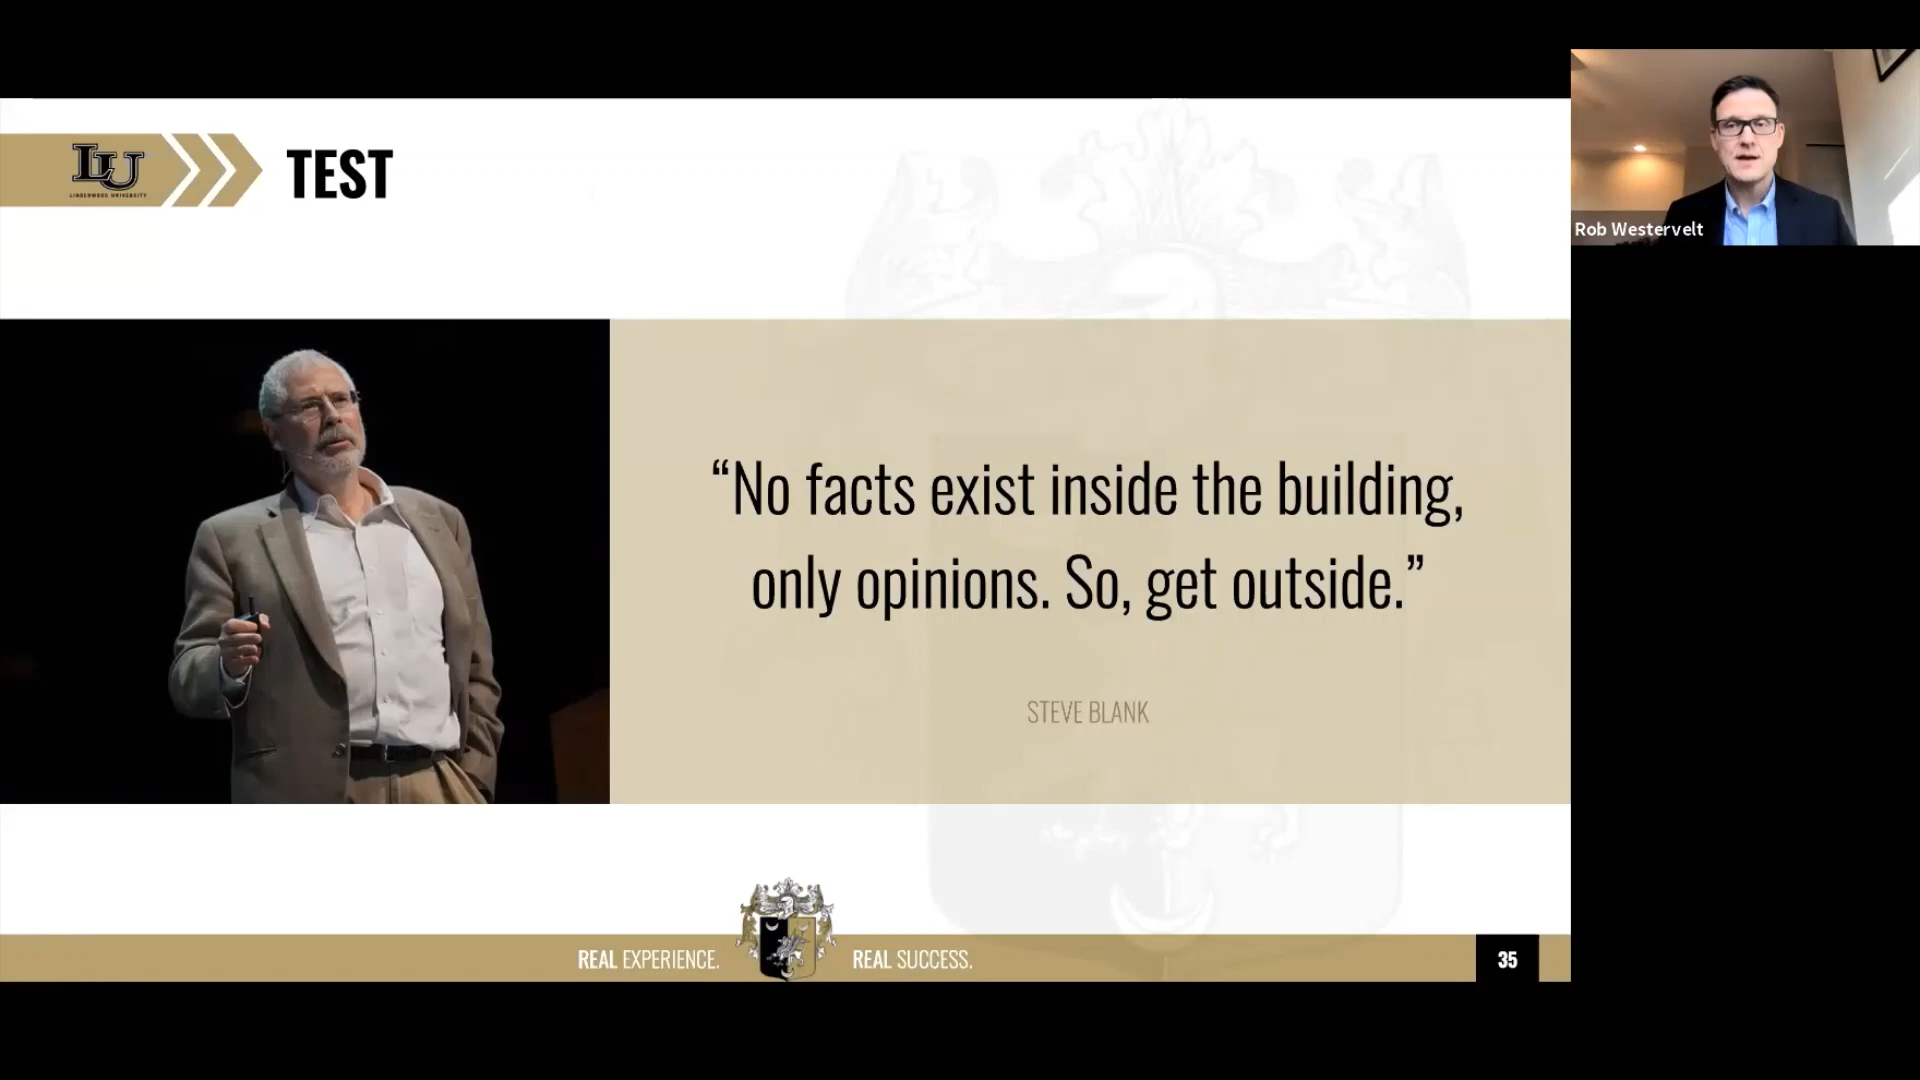 LU
LINDENWOOD UNIVERSITY
TEST
Rob Westervelt
“No facts exist inside the building,
only opinions. So, get outside.”
STEVE BLANK
REAL EXPERIENCE.
REAL SUCCESS.
35